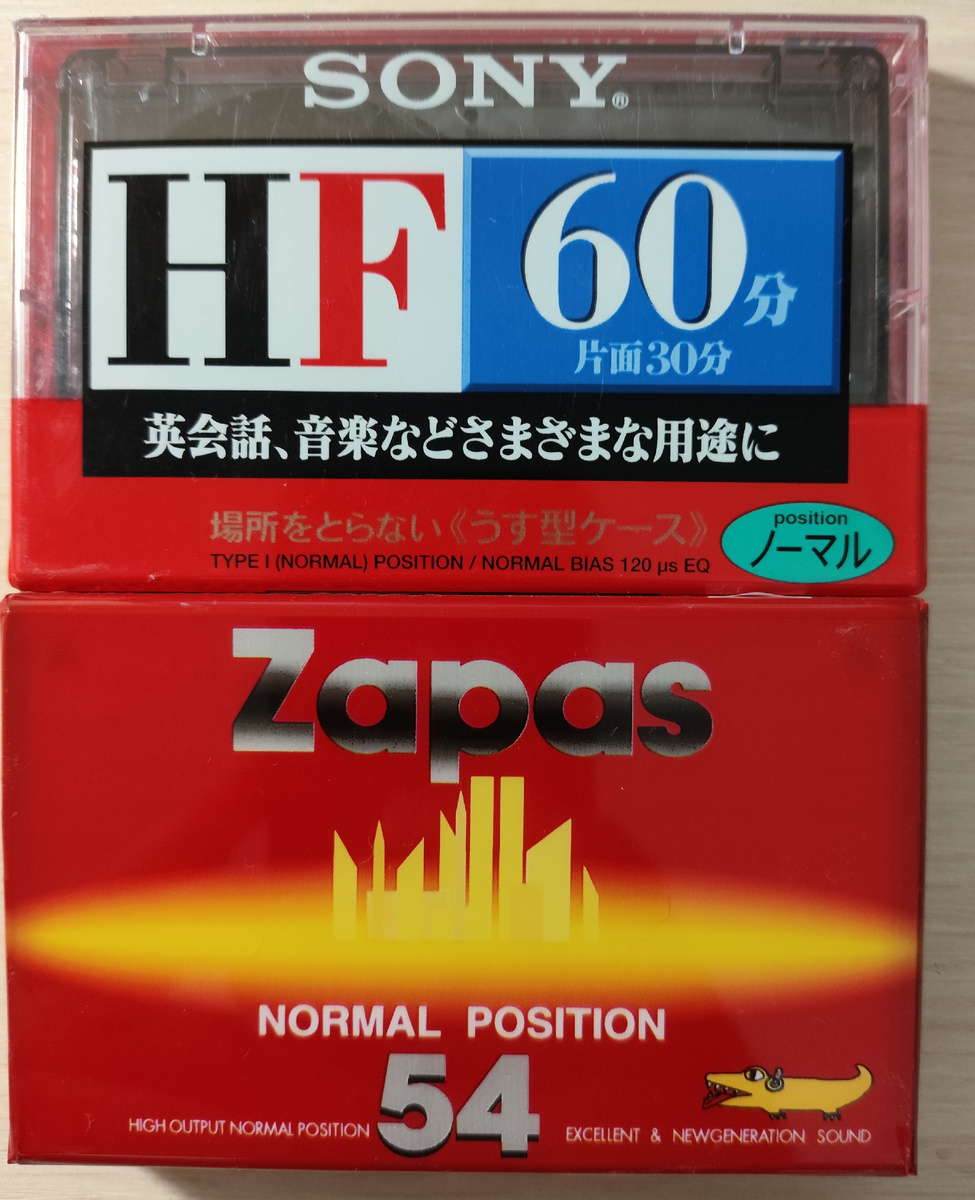 SONY®
HF 60分
片面30分
英会話、音楽などさまざまな用途に
場所をとらない《うす型ケース》
TYPE I (NORMAL) POSITION / NORMAL BIAS 120 µs EQ
position
ノーマル
Zapas
NORMAL POSITION
54
HIGH OUTPUT NORMAL POSITION
EXCELLENT & NEWGENERATION SOUND